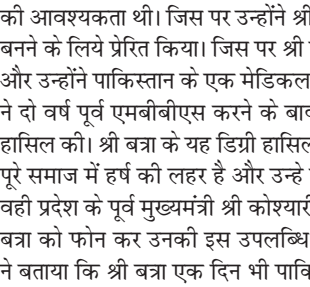 की आवश्यकता थी। जिस पर उन्होंने श्री
बनने के लिये प्रेरित किया। जिस पर श्री
और उन्होंने पाकिस्तान के एक मेडिकल
ने दो वर्ष पूर्व एमबीबीएस करने के बाद
हासिल की। श्री बत्रा के यह डिग्री हासिल
पूरे समाज में हर्ष की लहर है और उन्हे
वही प्रदेश के पूर्व मुख्यमंत्री श्री कोश्यारी
बत्रा को फोन कर उनकी इस उपलब्धि
ने बताया कि श्री बत्रा एक दिन भी पाकि